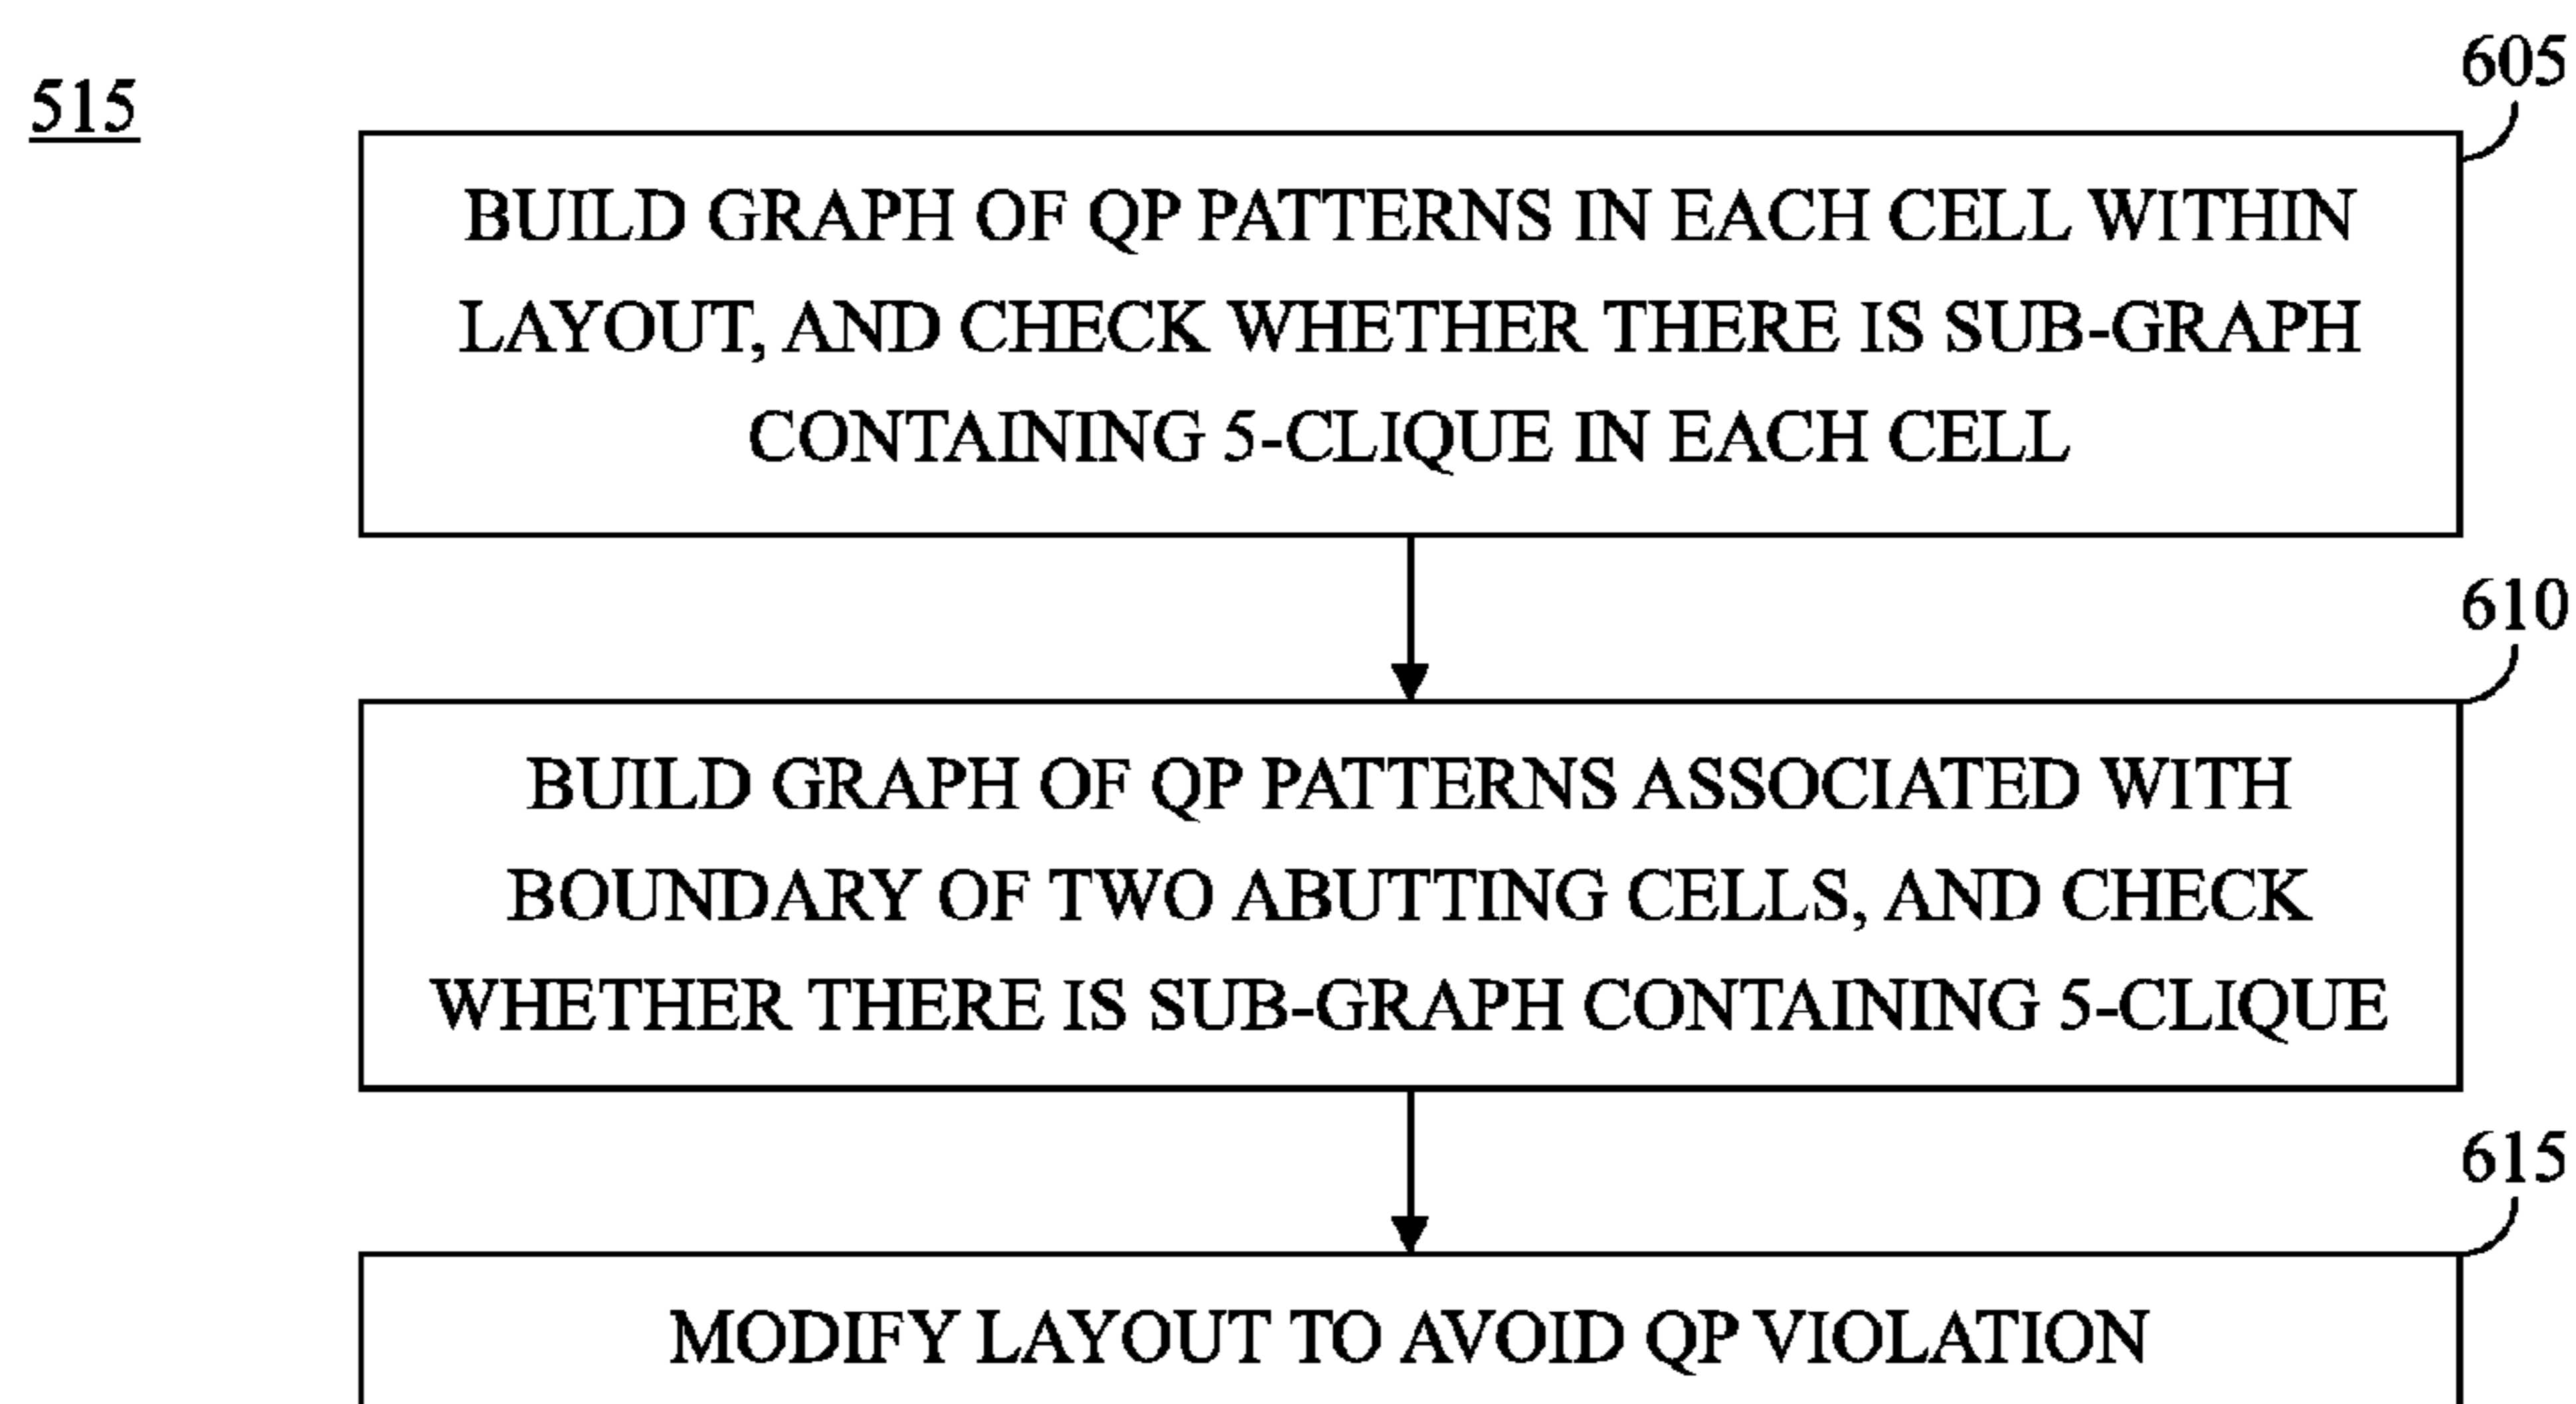 605
515
BUILD GRAPH OF QP PATTERNS IN EACH CELL WITHIN
LAYOUT, AND CHECK WHETHER THERE IS SUB-GRAPH
CONTAINING 5-CLIQUE IN EACH CELL
610
BUILD GRAPH OF QP PATTERNS ASSOCIATED WITH
BOUNDARY OF TWO ABUTTING CELLS, AND CHECK
WHETHER THERE IS SUB-GRAPH CONTAINING 5-CLIQUE
615
MODIFY LAYOUT TO AVOID QP VIOLATION